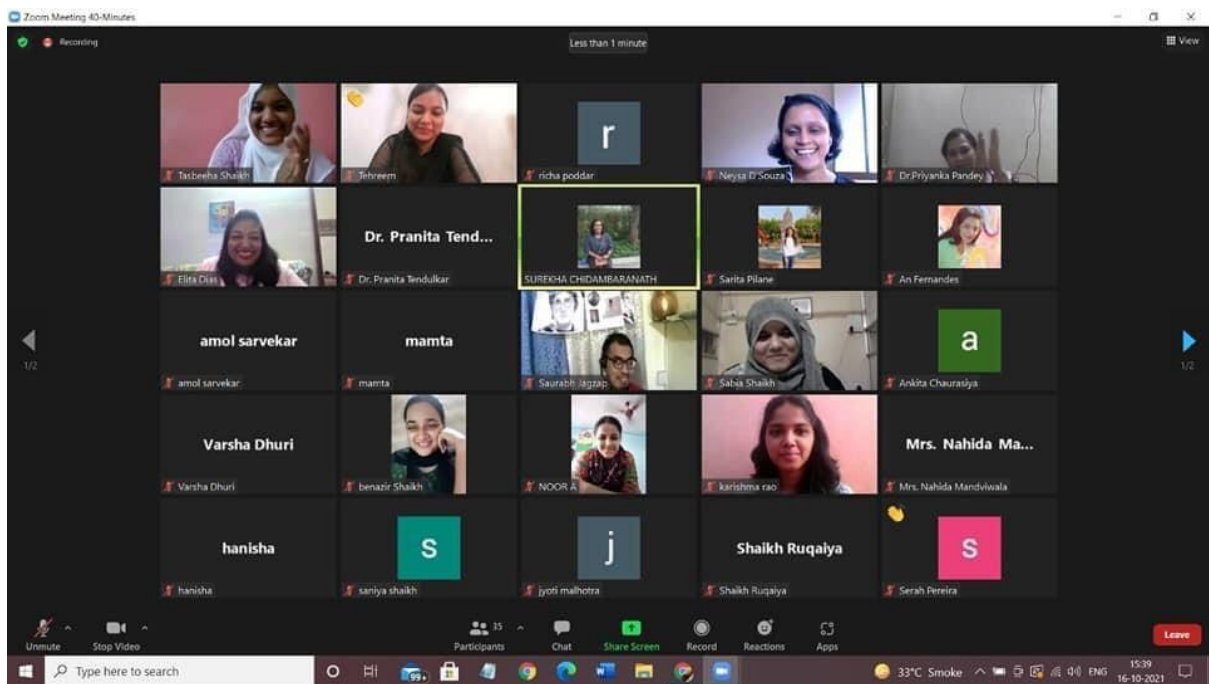 Zoom Meeting 40-Minutes
Recording
Less than 1 minute
View
Tasbeeha Shaikh
Tehreem
r
richa poddar
Neysa D Souza
Dr.Priyanka Pandey
Elita Dias
Dr. Pranita Tend...
Dr. Pranita Tendulkar
SUREKHA CHIDAMBARANATH
Sarita Pilane
An Fernandes
1/2
amol sarvekar
amol sarvekar
mamta
mamta
Saurabh Jagzap
Sabia Shaikh
a
Ankita Chaurasiya
1/2
Varsha Dhuri
Varsha Dhuri
benazir Shaikh
NOOR A
karishma rao
Mrs. Nahida Ma...
Mrs. Nahida Mandviwala
hanisha
hanisha
s
saniya shaikh
j
jyoti malhotra
Shaikh Ruqaiya
Shaikh Ruqaiya
s
Serah Pereira
Unmute
Stop Video
35
Participants
Chat
Share Screen
Record
Reactions
Apps
Leave
Type here to search
99+
33°C Smoke
ENG
15:39
16-10-2021